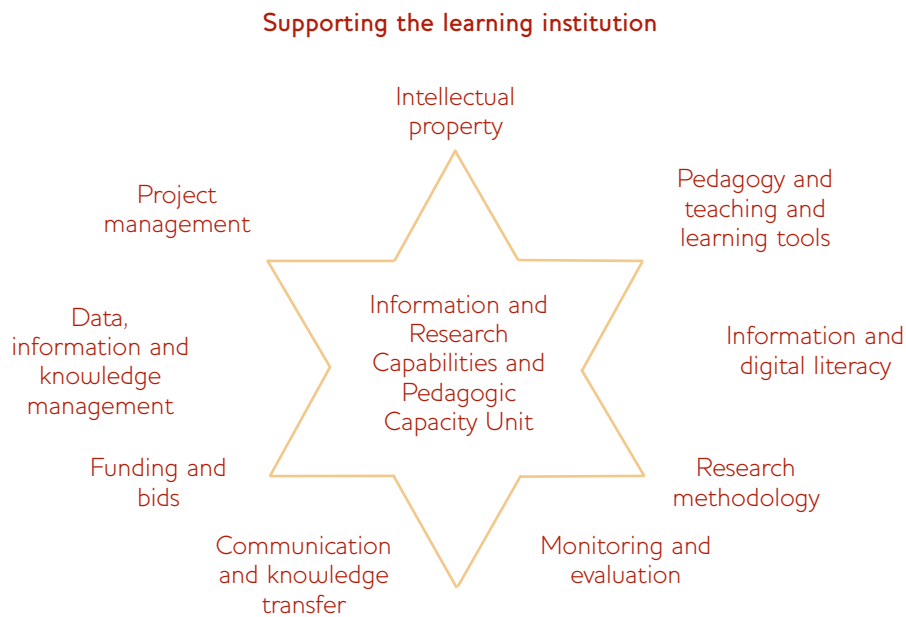 Supporting the learning institution
Intellectual
property
Project
management
Pedagogy and
teaching and
learning tools
Data,
information and
knowledge
management
Information and
Research
Capabilities and
Pedagogic
Capacity Unit
Information and
digital literacy
Funding and
bids
Research
methodology
Communication
and knowledge
transfer
Monitoring and
evaluation